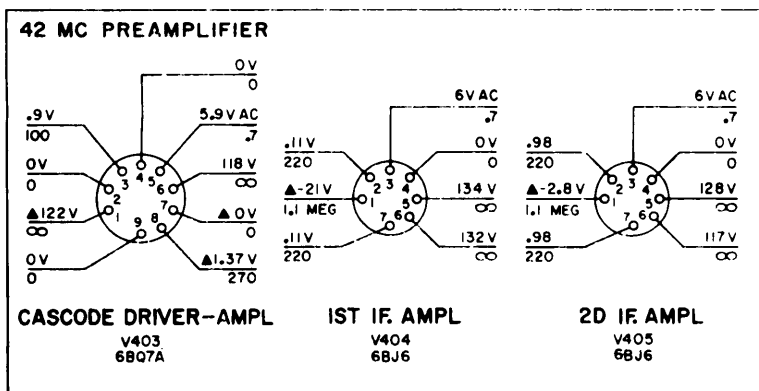 42 MC PREAMPLIFIER
0V
0
.9V
100
5.9V AC
.7
0V
0
118V
∞
▲122V
∞
▲0V
0
0V
0
▲1.37V
270
1 2 3 4 5 6 7 8 9
CASCODE DRIVER-AMPL
V403
6BQ7A
6V AC
.7
.11V
220
0V
0
▲-21V
1.1 MEG
134V
∞
.11V
220
132V
∞
1 2 3 4 5 6 7
1ST IF. AMPL
V404
6BJ6
6V AC
.7
.98
220
0V
0
▲-2.8V
1.1 MEG
128V
∞
.98
220
117V
∞
1 2 3 4 5 6 7
2D IF. AMPL
V405
6BJ6